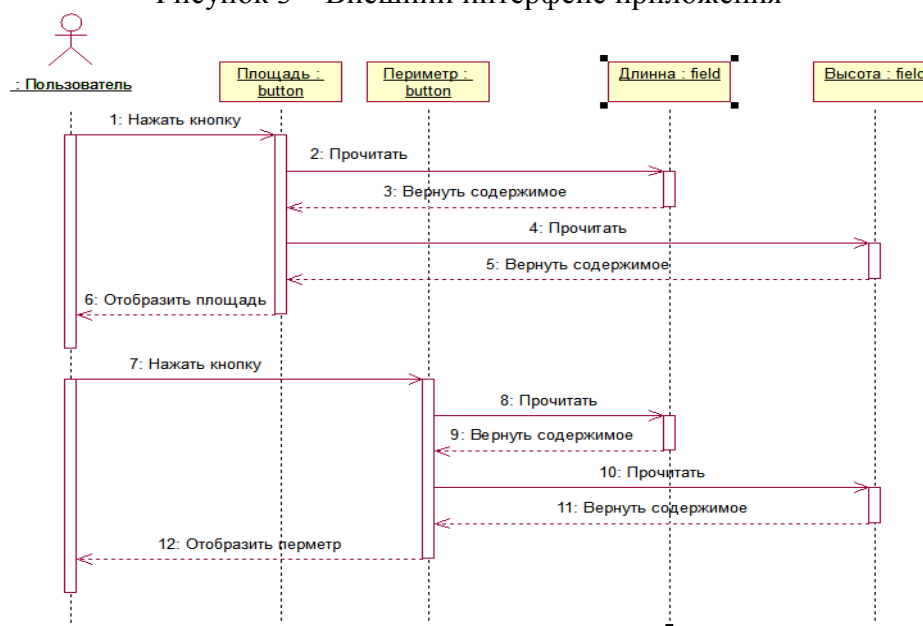 Рисунок 3 – Внешний интерфейс приложения
: Пользователь
Площадь :
button
Периметр :
button
Длинна : field
Высота : field
1: Нажать кнопку
2: Прочитать
3: Вернуть содержимое
4: Прочитать
5: Вернуть содержимое
6: Отобразить площадь
7: Нажать кнопку
8: Прочитать
9: Вернуть содержимое
10: Прочитать
11: Вернуть содержимое
12: Отобразить перметр